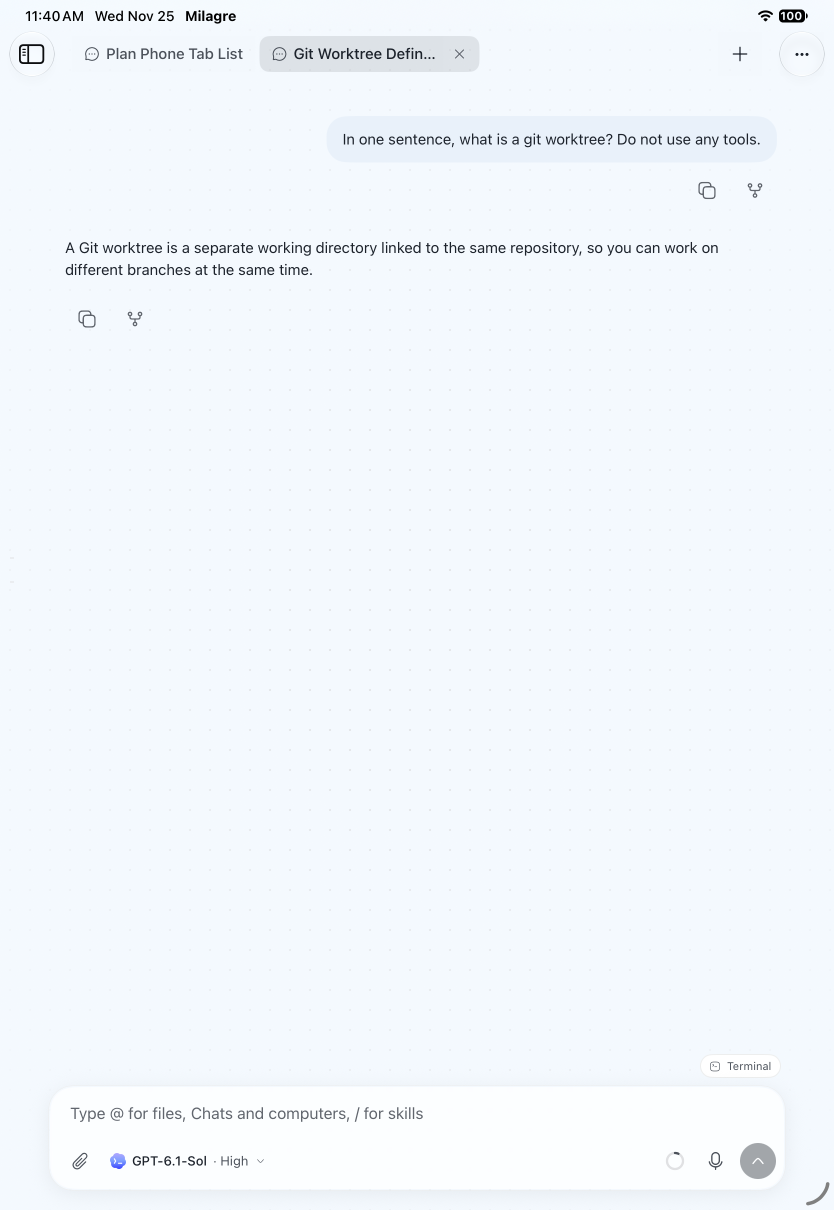 11:40 AM Wed Nov 25 Milagre 100
Plan Phone Tab List
Git Worktree Defin...
In one sentence, what is a git worktree? Do not use any tools.
A Git worktree is a separate working directory linked to the same repository, so you can work on
different branches at the same time.
Terminal
Type @ for files, Chats and computers, / for skills
GPT-6.1-Sol · High